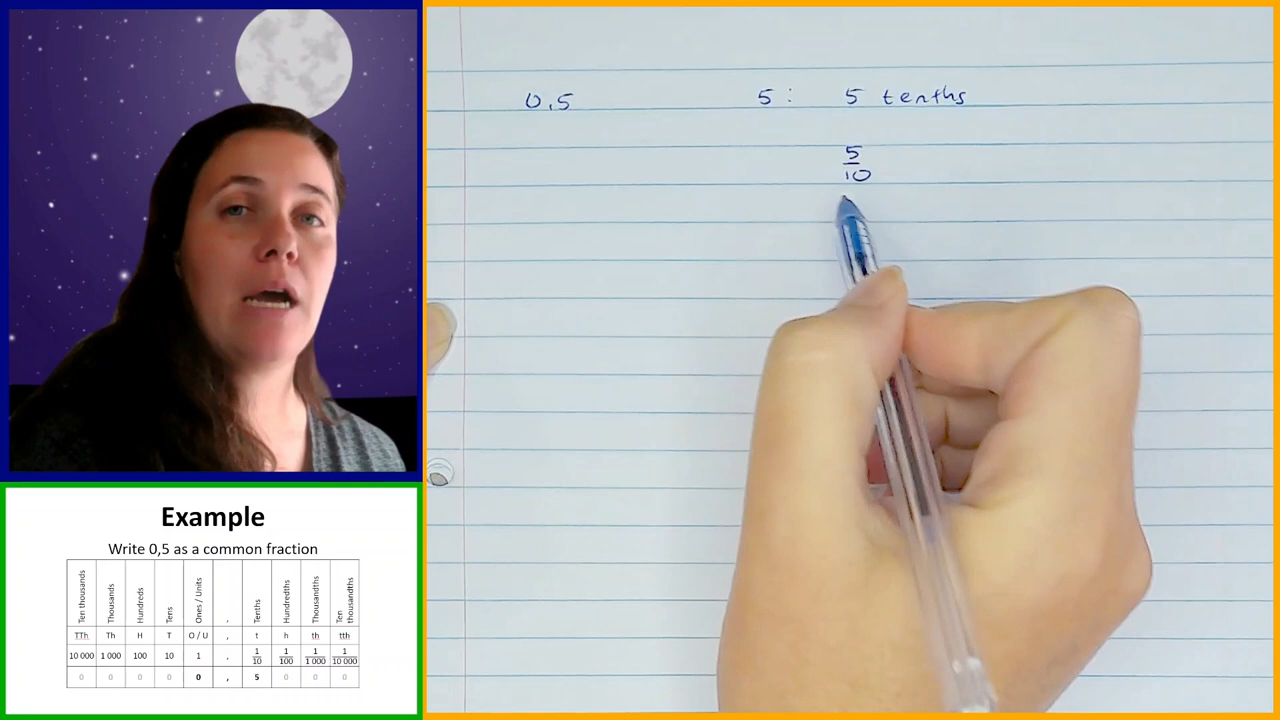 0,5 5 : 5 tenths
5
10
Example
Write 0,5 as a common fraction
Ten thousands Thousands Hundreds Tens Ones / Units , Tenths Hundredths Thousandths Ten thousandths
TTh Th H T O / U , t h th tth
10 000 1 000 100 10 1 , 1/10 1/100 1/1 000 1/10 000
0 0 0 0 0 , 5 0 0 0